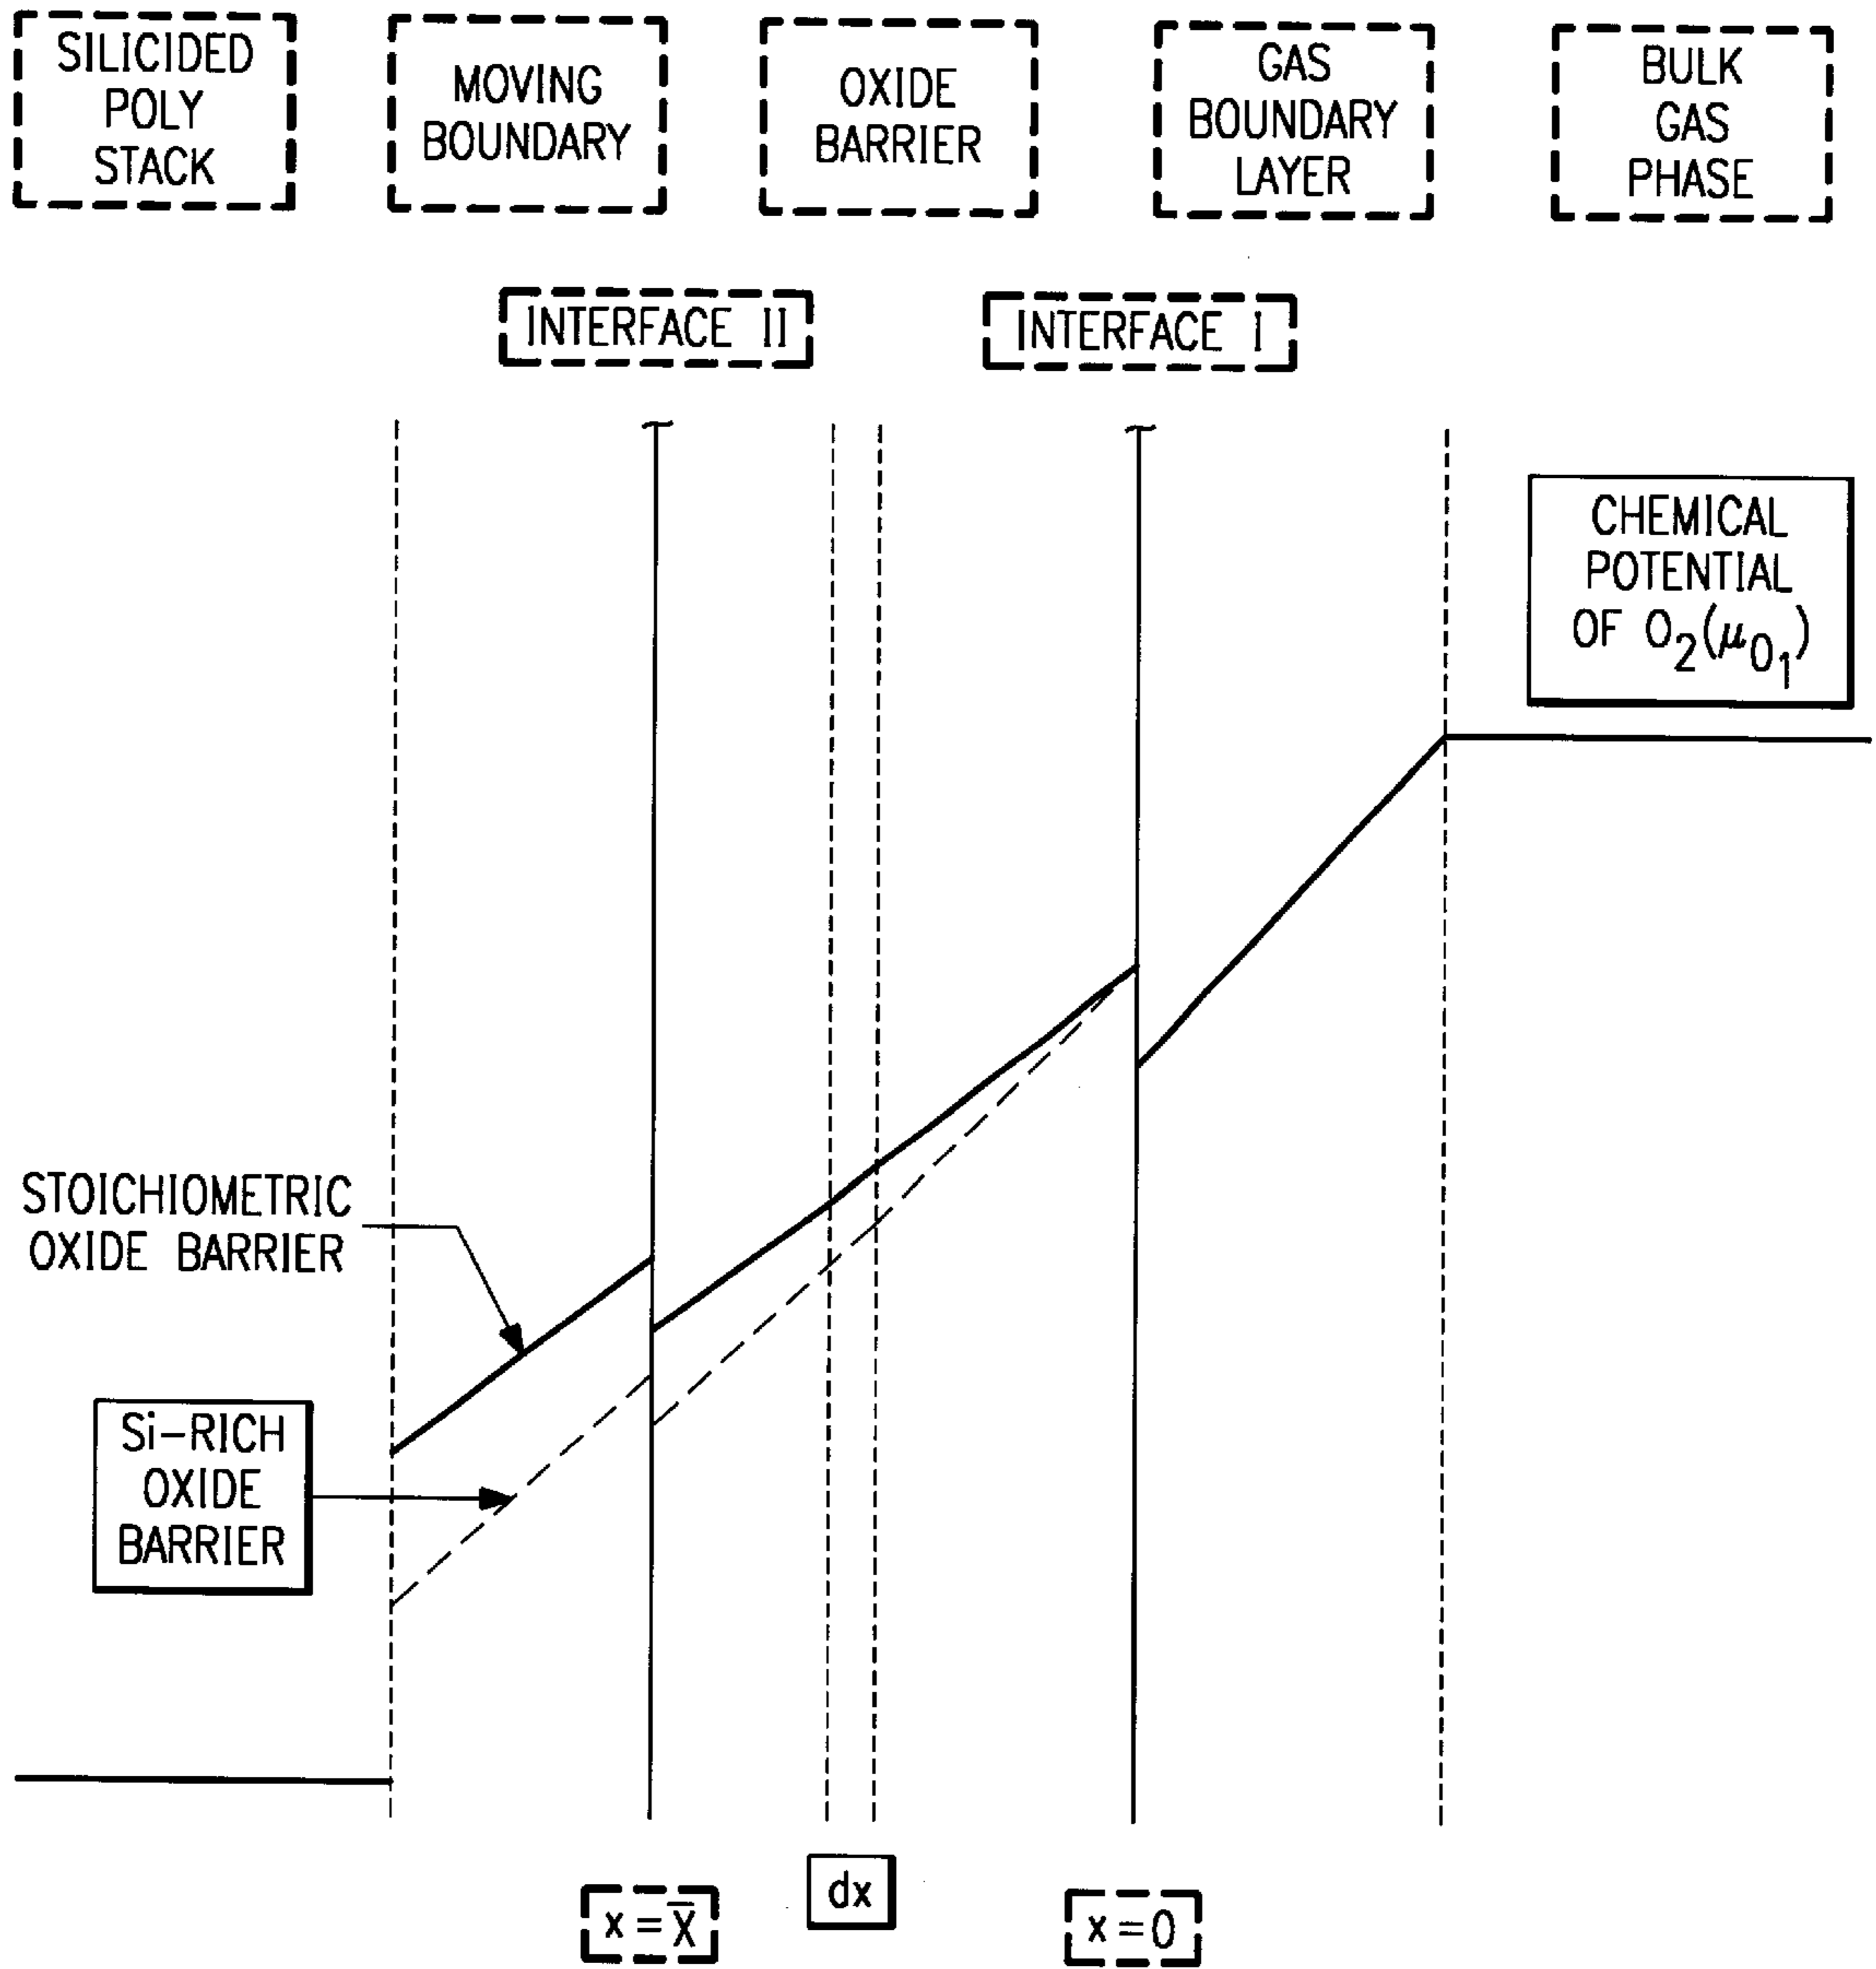 SILICIDED
POLY
STACK
MOVING
BOUNDARY
OXIDE
BARRIER
GAS
BOUNDARY
LAYER
BULK
GAS
PHASE
INTERFACE II
INTERFACE I
CHEMICAL
POTENTIAL
OF O₂(μ_O₁)
STOICHIOMETRIC
OXIDE BARRIER
Si-RICH
OXIDE
BARRIER
dx
x=X̅
x=0